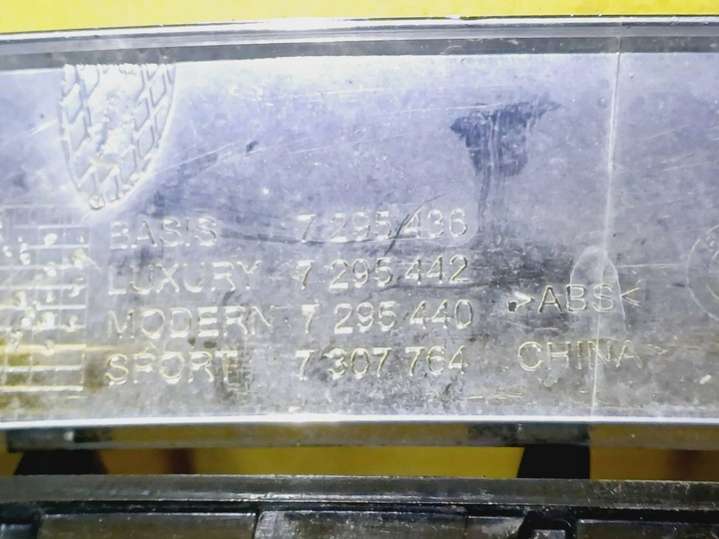 BASIS 7 295 436
LUXURY 7 295 442
MODERN 7 295 440 >ABS<
SPORT 7 307 764 CHINA